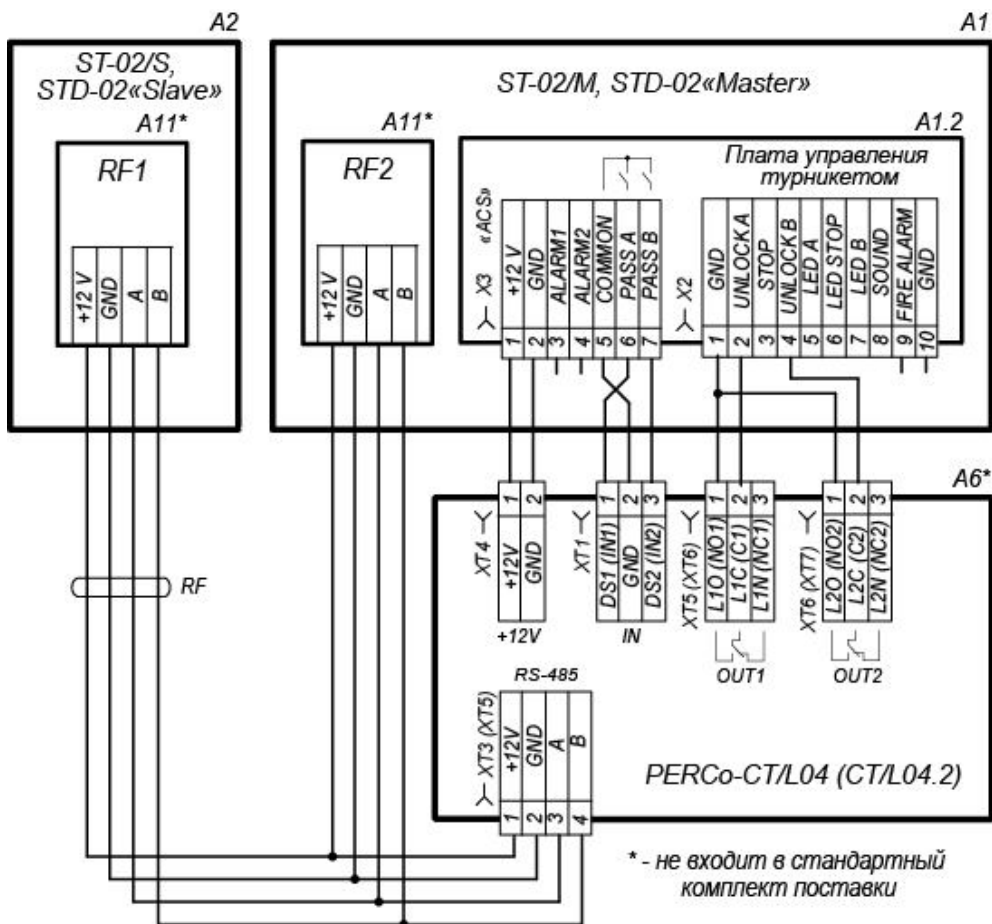 A2
A1
ST-02/S,
STD-02«Slave»
ST-02/M, STD-02«Master»
A11*
RF1
+12 V
GND
A
B
A11*
RF2
+12 V
GND
A
B
A1.2
Плата управления
турникетом
X3 «ACS»
+12 V
GND
ALARM1
ALARM2
COMMON
PASS A
PASS B
1 2 3 4 5 6 7
X2
GND
UNLOCK A
STOP
UNLOCK B
LED A
LED STOP
LED B
SOUND
FIRE ALARM
GND
1 2 3 4 5 6 7 8 9 10
RF
A6*
XT4
1 2
+12V
GND
+12V
XT1
1 2 3
DS1 (IN1)
GND
DS2 (IN2)
IN
XT5 (XT6)
1 2 3
L1O (NO1)
L1C (C1)
L1N (NC1)
OUT1
XT6 (XT7)
1 2 3
L2O (NO2)
L2C (C2)
L2N (NC2)
OUT2
RS-485
XT3 (XT5)
+12V
GND
A
B
1 2 3 4
PERCo-CT/L04 (CT/L04.2)
* - не входит в стандартный
комплект поставки